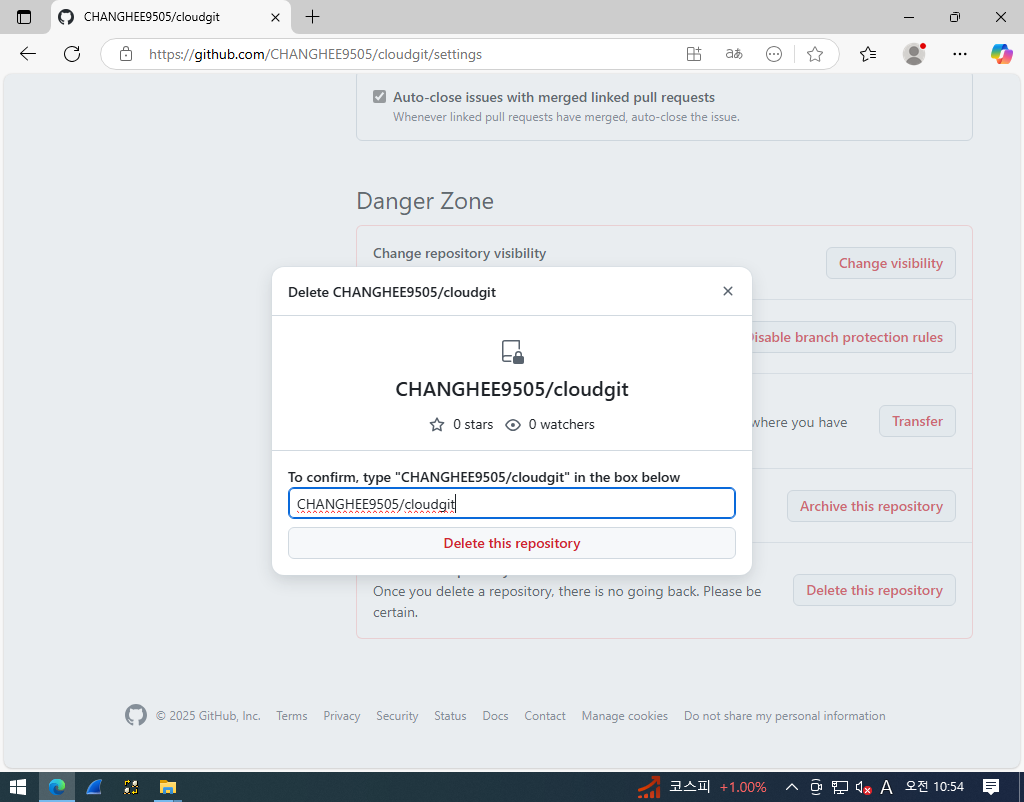 CHANGHEE9505/cloudgit
https://github.com/CHANGHEE9505/cloudgit/settings
aあ
Auto-close issues with merged linked pull requests
Whenever linked pull requests have merged, auto-close the issue.
Danger Zone
Change repository visibility
Change visibility
Delete CHANGHEE9505/cloudgit
isable branch protection rules
CHANGHEE9505/cloudgit
0 stars
0 watchers
where you have
Transfer
To confirm, type "CHANGHEE9505/cloudgit" in the box below
CHANGHEE9505/cloudgit
Archive this repository
Delete this repository
Once you delete a repository, there is no going back. Please be
certain.
Delete this repository
© 2025 GitHub, Inc.
Terms
Privacy
Security
Status
Docs
Contact
Manage cookies
Do not share my personal information
코스피 +1.00%
A
오전 10:54